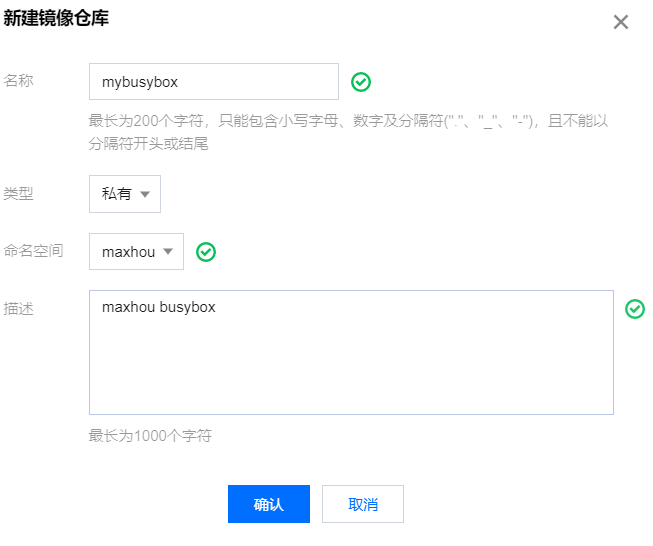 新建镜像仓库
名称
mybusybox
最长为200个字符，只能包含小写字母、数字及分隔符("."、"_"、"-")，且不能以
分隔符开头或结尾
类型
私有
命名空间
maxhou
描述
maxhou busybox
最长为1000个字符
确认
取消